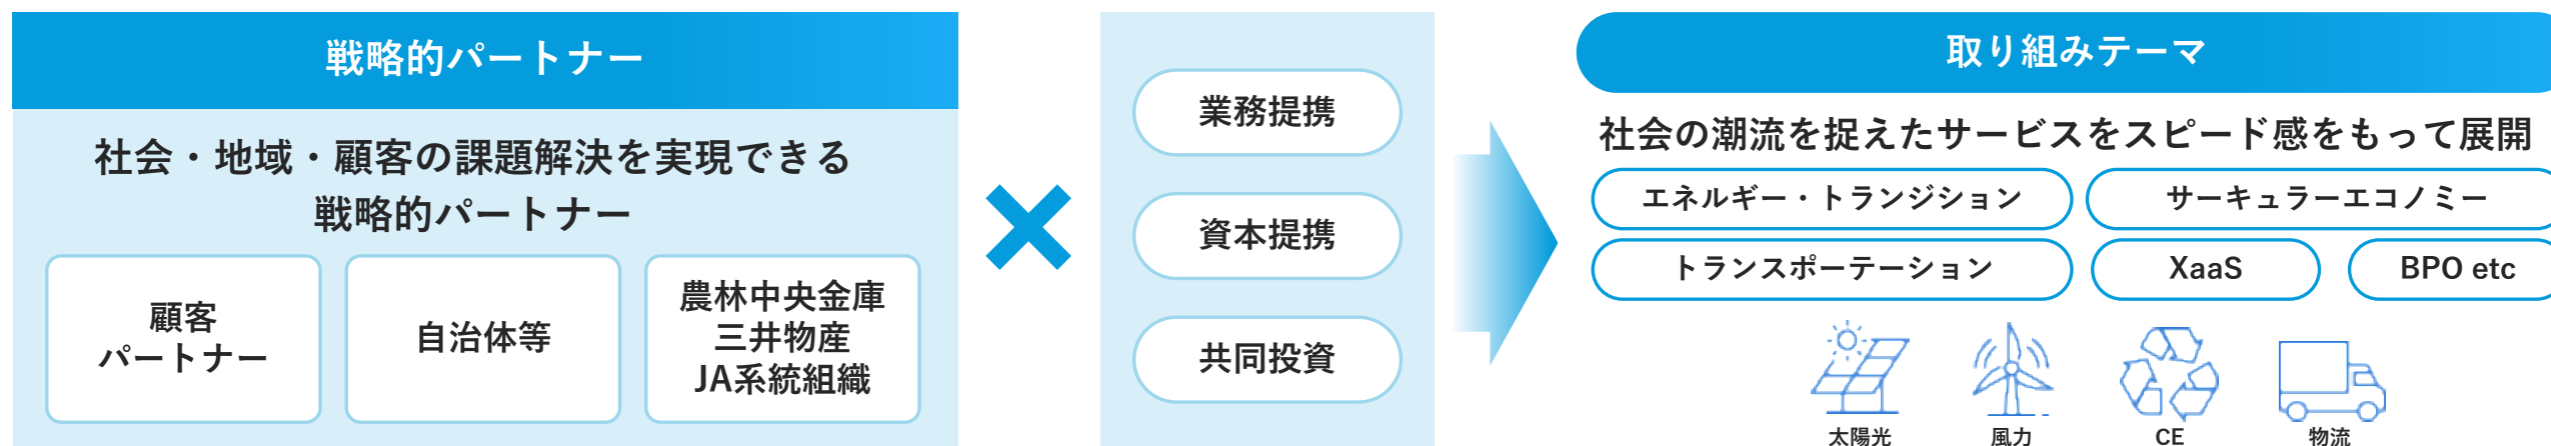 戦略的パートナー
社会・地域・顧客の課題解決を実現できる
戦略的パートナー
顧客
パートナー
自治体等
農林中央金庫
三井物産
JA系統組織
業務提携
資本提携
共同投資
取り組みテーマ
社会の潮流を捉えたサービスをスピード感をもって展開
エネルギー・トランジション
サーキュラーエコノミー
トランスポーテーション
XaaS
BPO etc
太陽光
風力
CE
物流